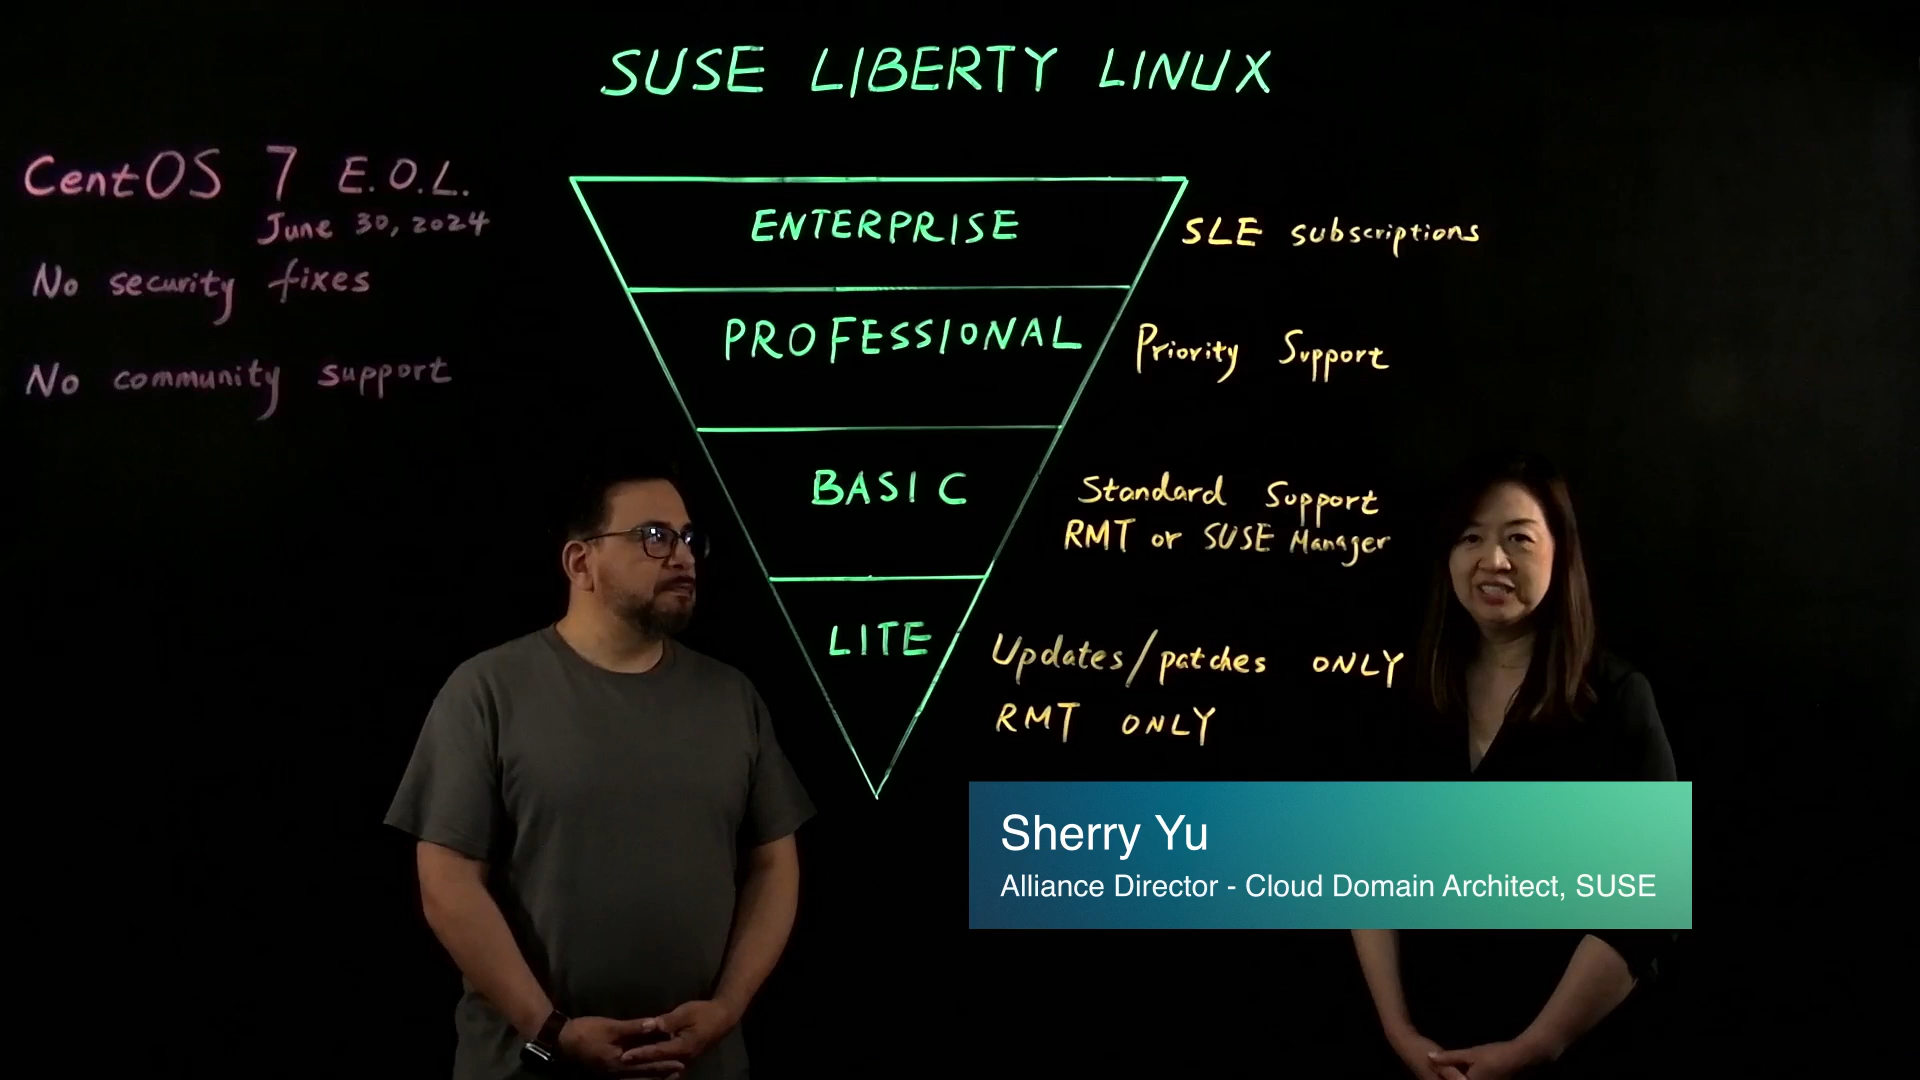 SUSE LIBERTY LINUX
CentOS 7 E.O.L.
June 30, 2024
No security fixes
No community support
ENTERPRISE
SLE subscriptions
PROFESSIONAL
Priority Support
BASIC
Standard Support
RMT or SUSE Manager
LITE
Updates/patches ONLY
RMT ONLY
Sherry Yu
Alliance Director - Cloud Domain Architect, SUSE